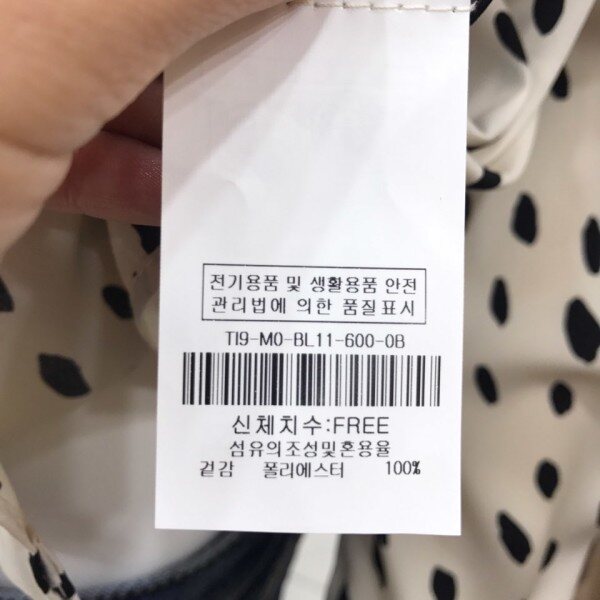 전기용품 및 생활용품 안전
관리법에 의한 품질표시
TI9-M0-BL11-600-0B
신체치수:FREE
섬유의조성및혼용율
겉감 폴리에스터 100%